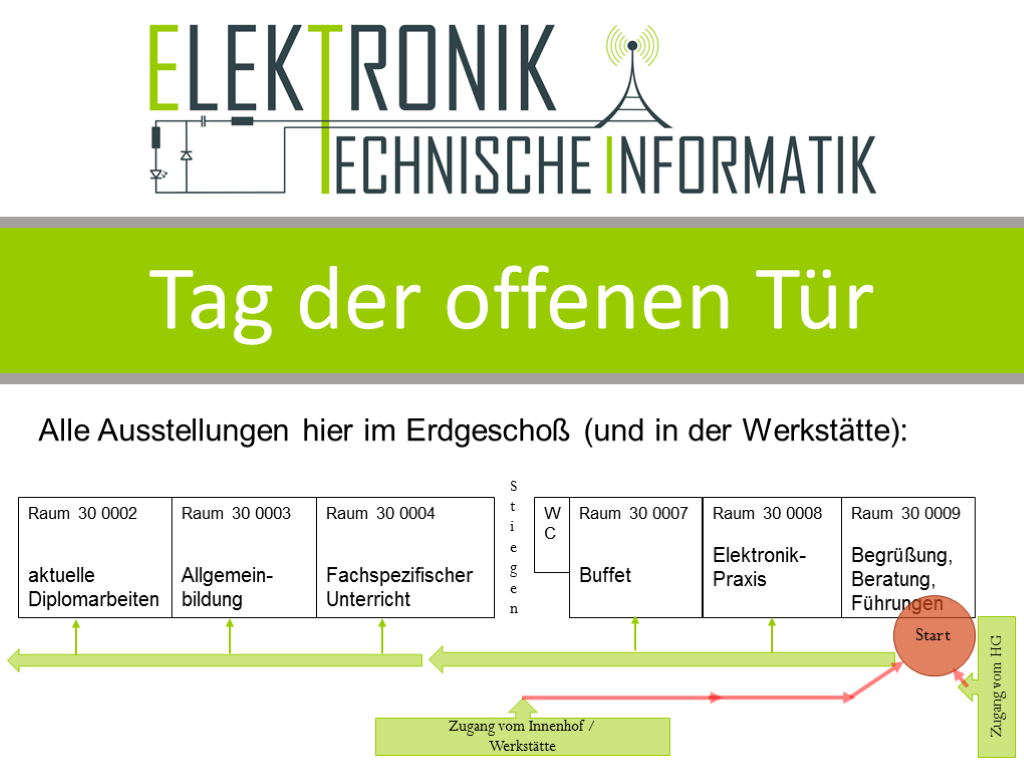 ELEKTRONIK
TECHNISCHE INFORMATIK
Tag der offenen Tür
Alle Ausstellungen hier im Erdgeschoß (und in der Werkstätte):
Raum 30 0002
aktuelle
Diplomarbeiten
Raum 30 0003
Allgemein-
bildung
Raum 30 0004
Fachspezifischer
Unterricht
Stiegen
W
C
Raum 30 0007
Buffet
Raum 30 0008
Elektronik-
Praxis
Raum 30 0009
Begrüßung,
Beratung,
Führungen
Start
Zugang vom HG
Zugang vom Innenhof /
Werkstätte